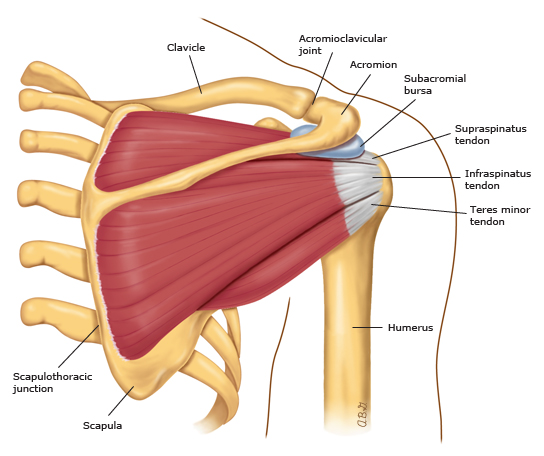 Clavicle
Acromioclavicular
joint
Acromion
Subacromial
bursa
Supraspinatus
tendon
Infraspinatus
tendon
Teres minor
tendon
Humerus
Scapulothoracic
junction
Scapula